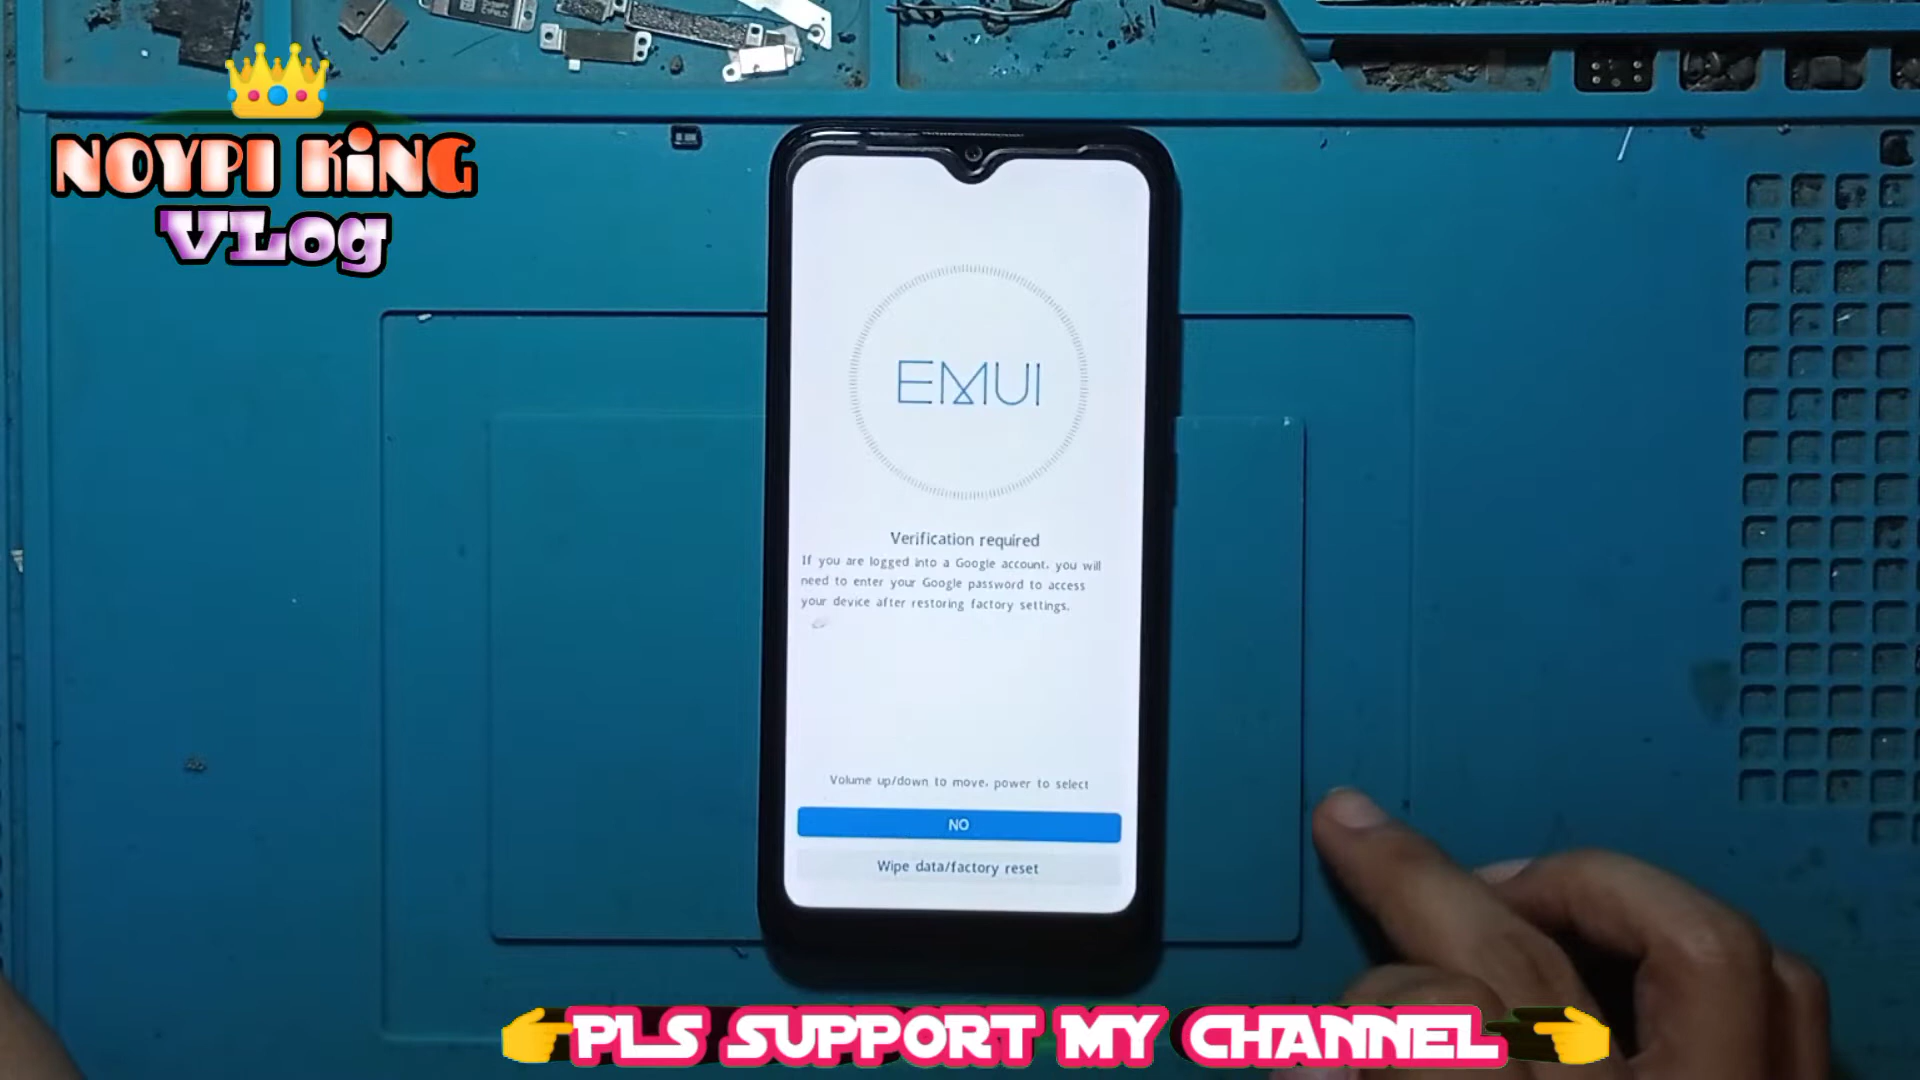 NOYPI KiNG
VLog
EMUI
Verification required
If you are logged into a Google account, you will
need to enter your Google password to access
your device after restoring factory settings.
Volume up/down to move, power to select
NO
Wipe data/factory reset
PLS SUPPORT MY CHANNEL